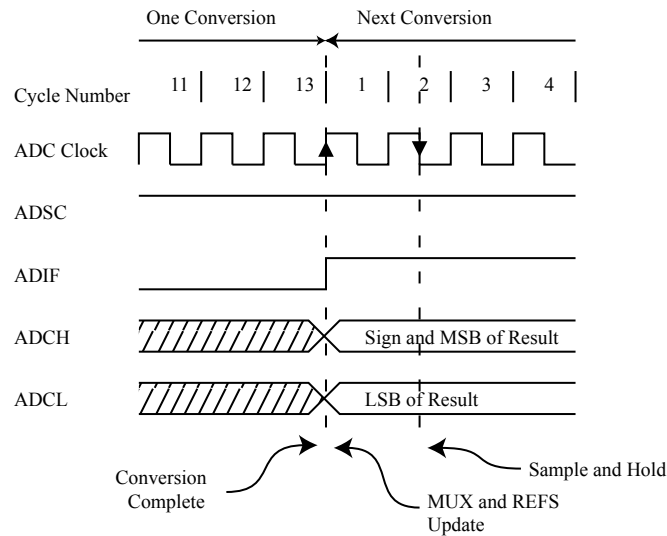 One Conversion Next Conversion
Cycle Number 11 12 13 1 2 3 4
ADC Clock
ADSC
ADIF
ADCH Sign and MSB of Result
ADCL LSB of Result
Conversion
Complete
MUX and REFS
Update
Sample and Hold